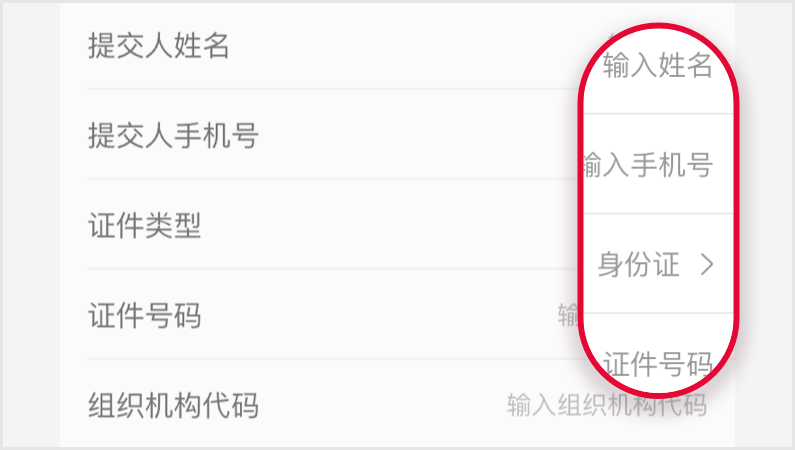 提交人姓名
输入姓名
提交人手机号
输入手机号
证件类型
身份证
证件号码
输
证件号码
组织机构代码
输入组织机构代码